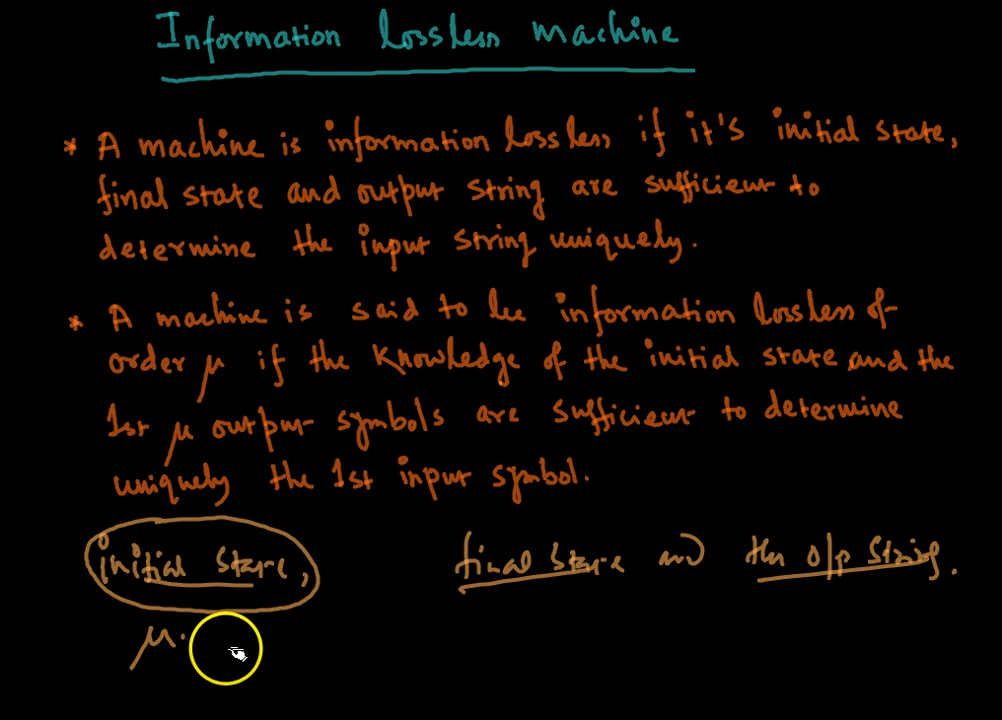 Information lossless machine
* A machine is information lossless if it's initial state,
final state and output string are sufficient to
determine the input string uniquely.
* A machine is said to be information lossless of
order μ if the knowledge of the initial state and the
1st μ output symbols are sufficient to determine
uniquely the 1st input symbol.
initial state, final state and the o/p string.
μ.